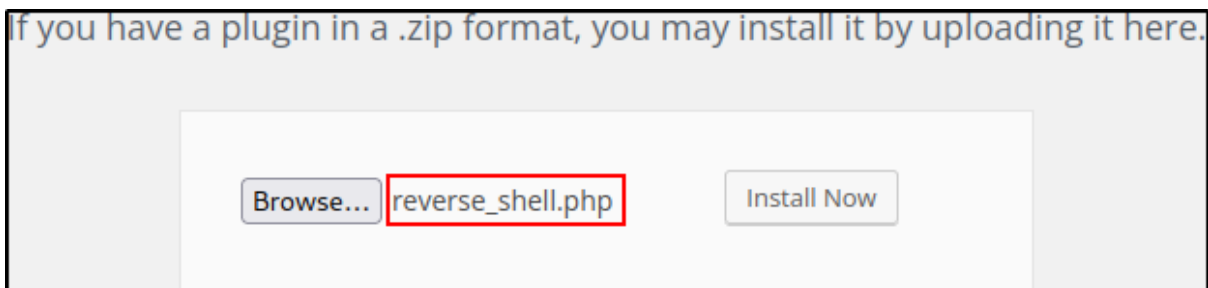 If you have a plugin in a .zip format, you may install it by uploading it here.
Browse... reverse_shell.php Install Now